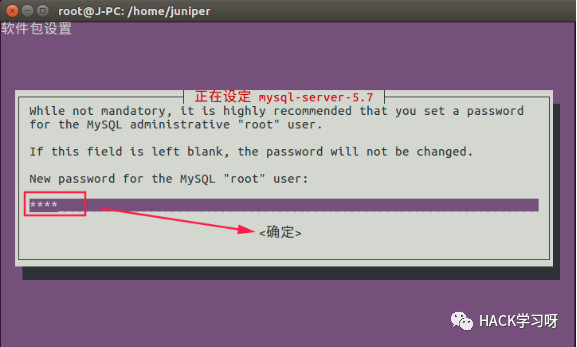 root@J-PC: /home/juniper
软件包设置
正在设定 mysql-server-5.7
While not mandatory, it is highly recommended that you set a password
for the MySQL administrative "root" user.
If this field is left blank, the password will not be changed.
New password for the MySQL "root" user:
****
<确定>
HACK学习呀